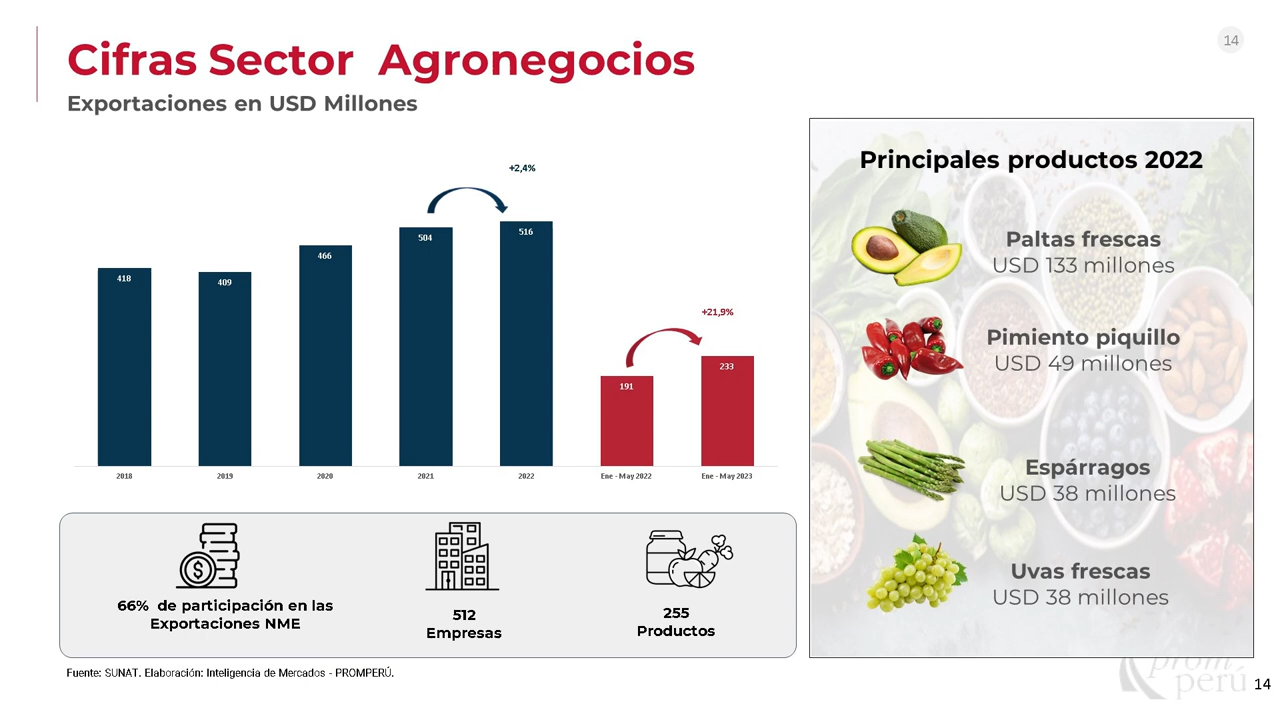 14
Cifras Sector  Agronegocios
Exportaciones en USD Millones
+2,4%
418
409
466
504
516
+21,9%
191
233
2018
2019
2020
2021
2022
Ene - May 2022
Ene - May 2023
66%  de participación en las
Exportaciones NME
512
Empresas
255
Productos
Fuente: SUNAT. Elaboración: Inteligencia de Mercados - PROMPERÚ.
Principales productos 2022
Paltas frescas
USD 133 millones
Pimiento piquillo
USD 49 millones
Espárragos
USD 38 millones
Uvas frescas
USD 38 millones
prom
perú
14